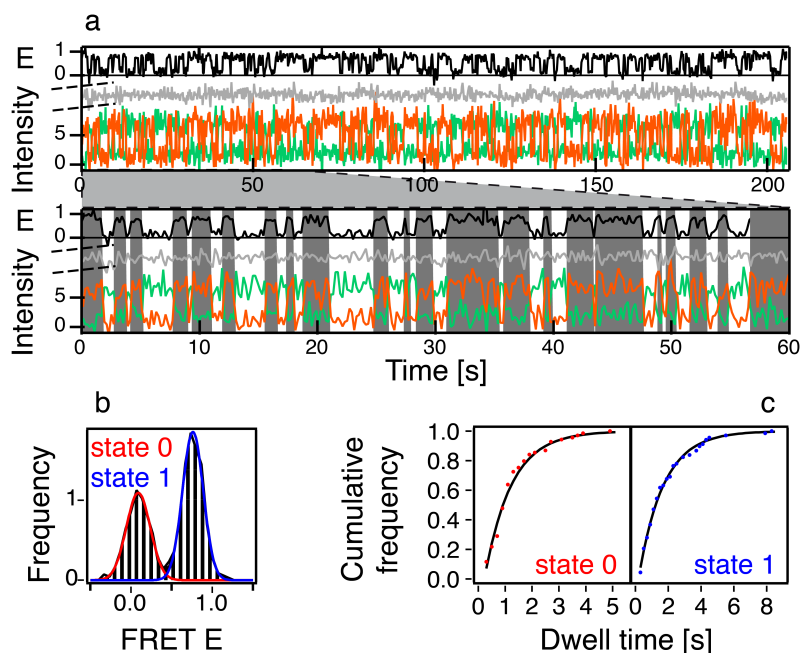 a
E
1
0
Intensity
5
0
0 50 100 150 200
E
1
0
Intensity
5
0
0 10 20 30 40 50 60
Time [s]
b
Frequency
state 0
state 1
1
0
0.0 1.0
FRET E
c
Cumulative
frequency
1.0
0.8
0.6
0.4
0.2
0.0
state 0
state 1
0 1 2 3 4 5 0 2 4 6 8
Dwell time [s]